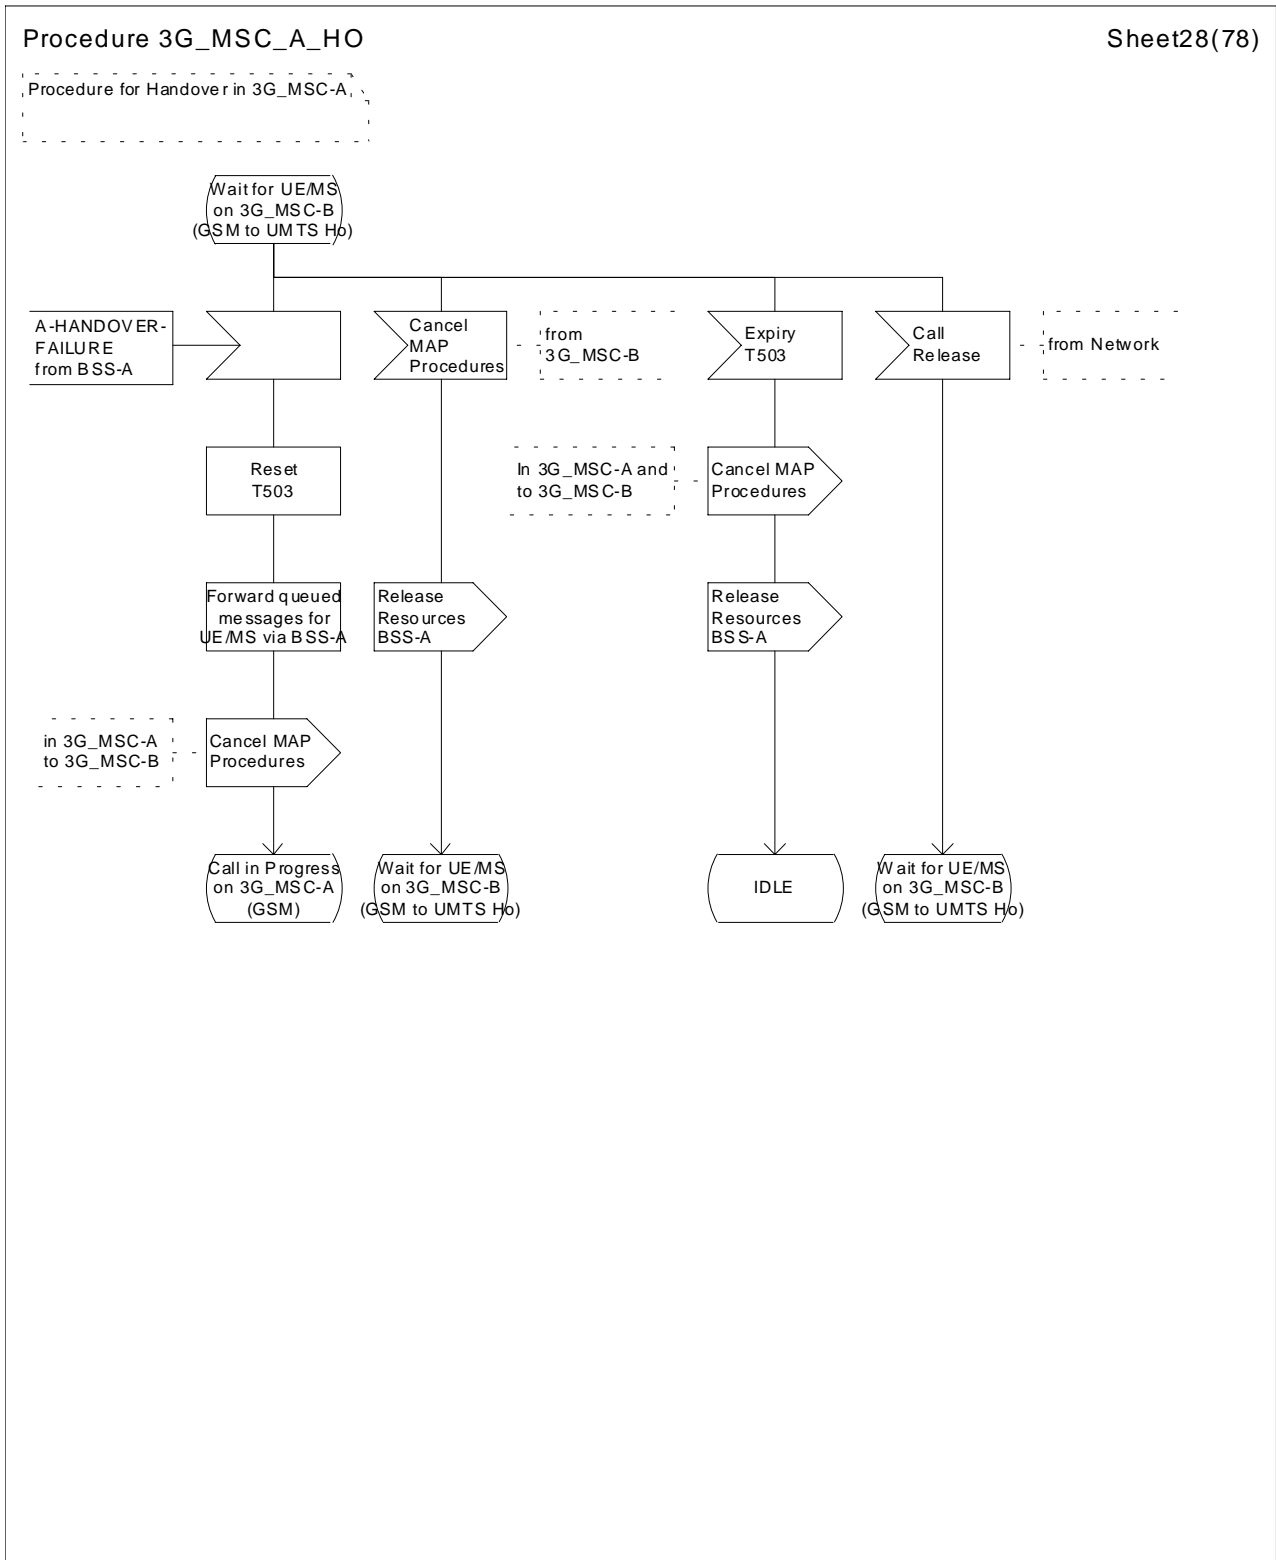 Procedure 3G_MSC_A_HO
Sheet28(78)
Procedure for Handover in 3G_MSC-A
Wait for UE/MS
on 3G_MSC-B
(GSM to UMTS Ho)
A-HANDOVER-
FAILURE
from BSS-A
Cancel
MAP
Procedures
from
3G_MSC-B
Expiry
T503
Call
Release
from Network
Reset
T503
In 3G_MSC-A and
to 3G_MSC-B
Cancel MAP
Procedures
Forward queued
messages for
UE/MS via BSS-A
Release
Resources
BSS-A
Release
Resources
BSS-A
in 3G_MSC-A
to 3G_MSC-B
Cancel MAP
Procedures
Call in Progress
on 3G_MSC-A
(GSM)
Wait for UE/MS
on 3G_MSC-B
(GSM to UMTS Ho)
IDLE
Wait for UE/MS
on 3G_MSC-B
(GSM to UMTS Ho)